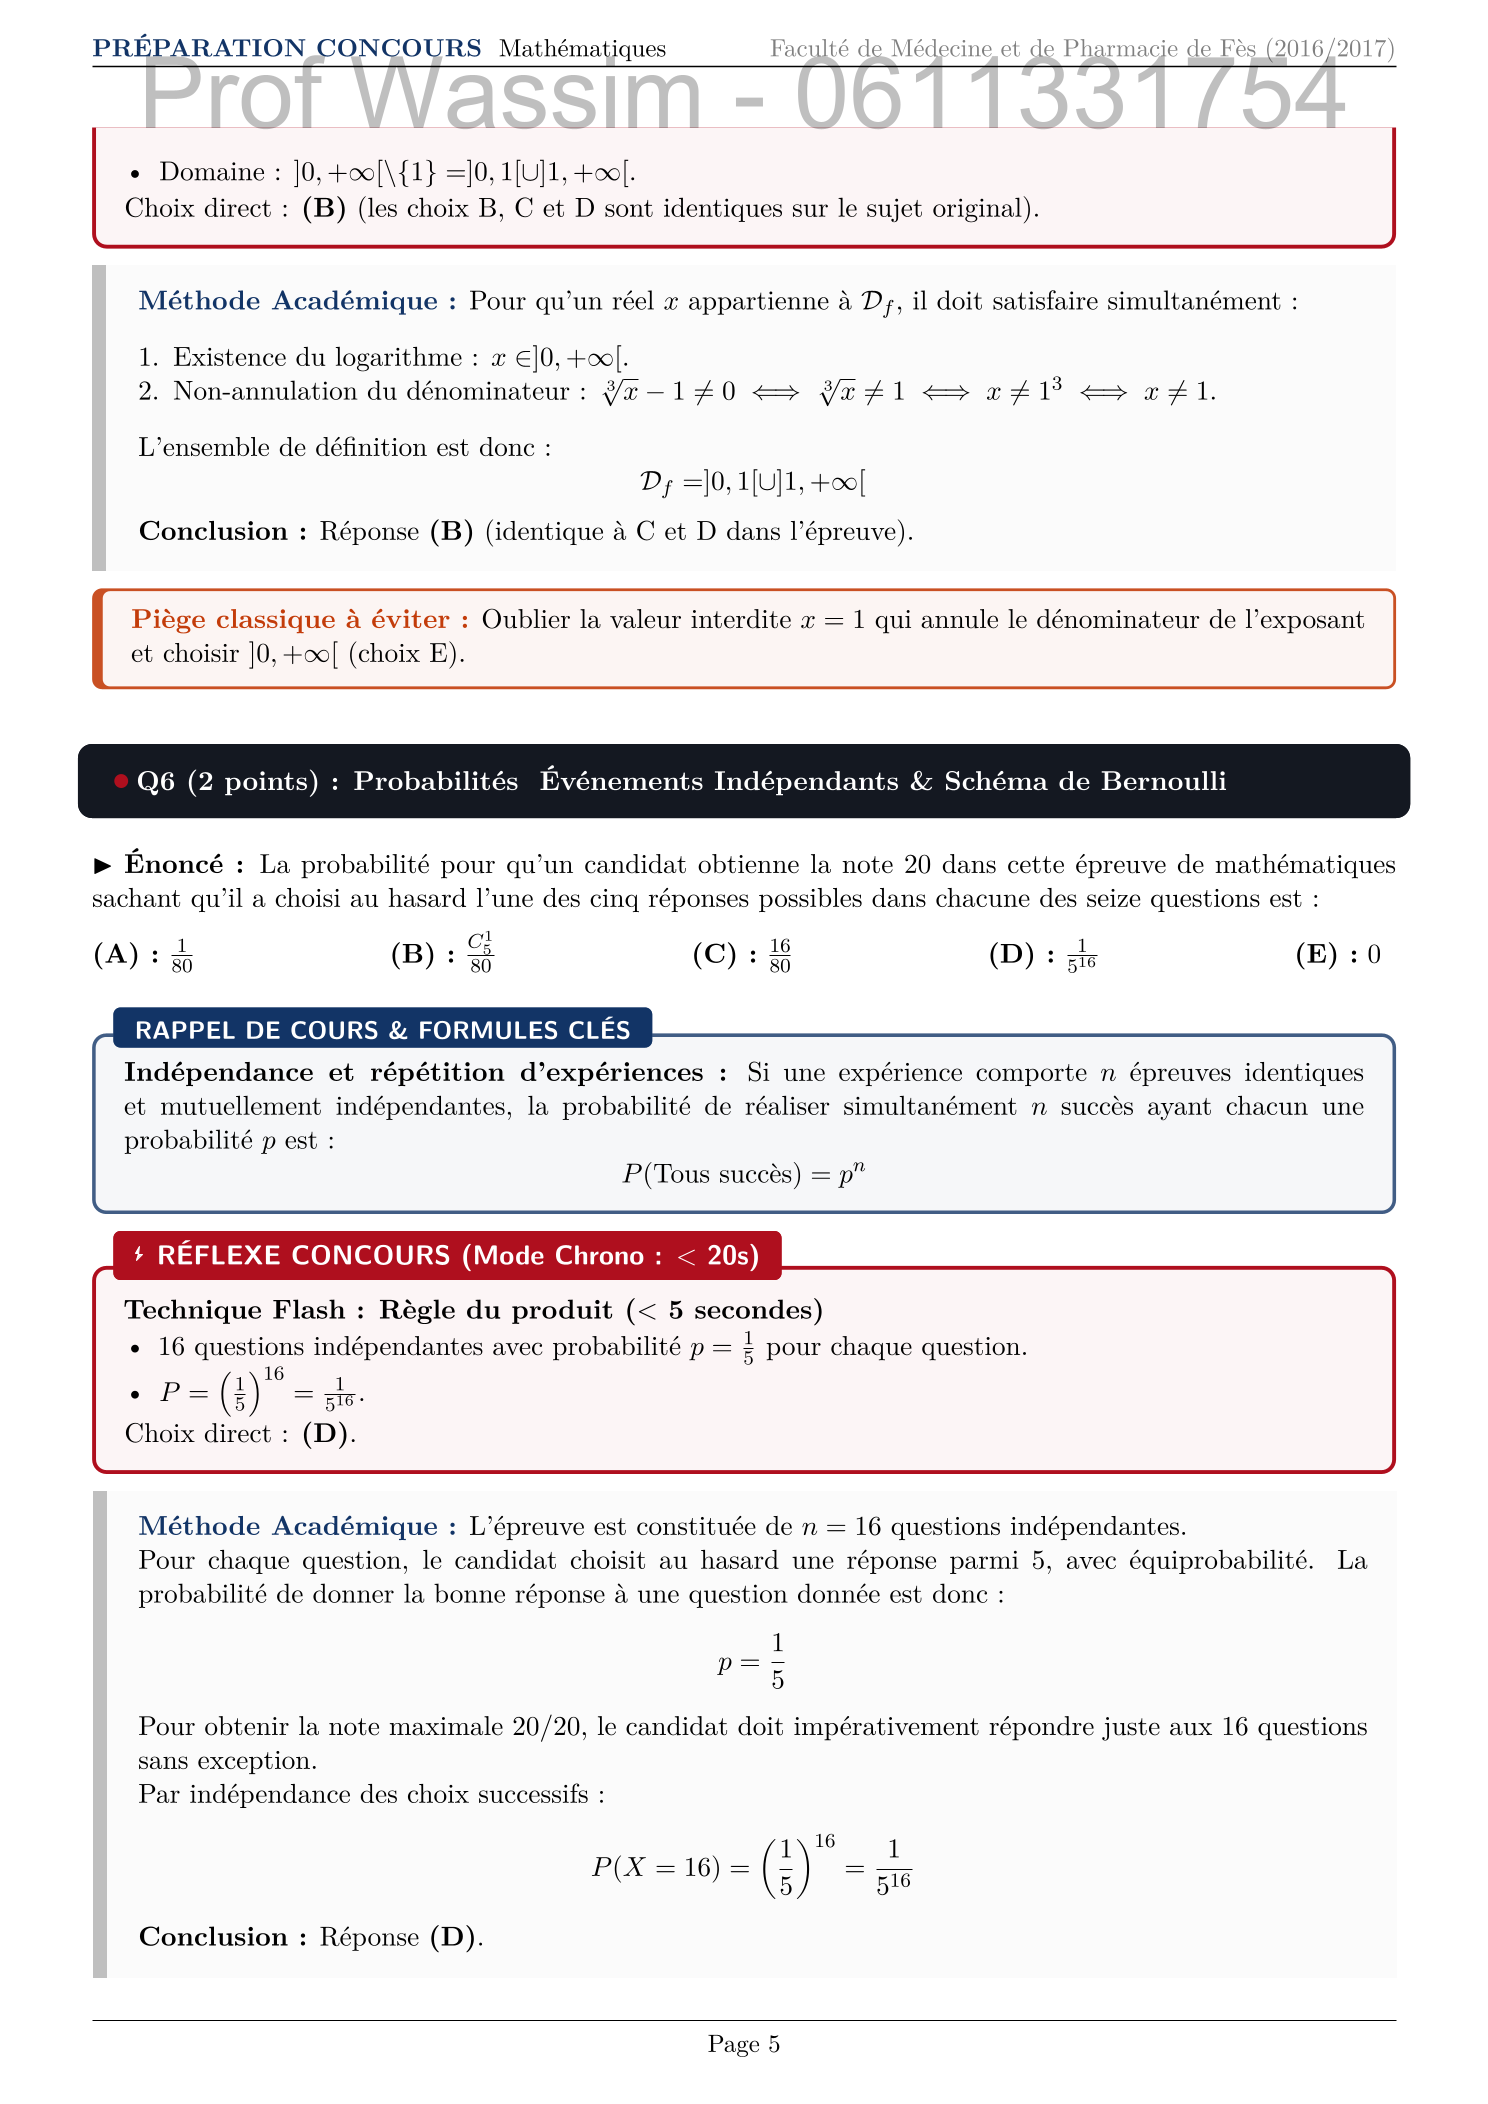 PRÉPARATION CONCOURS Mathématiques Faculté de Médecine et de Pharmacie de Fès (2016/2017)
Prof Wassim - 0611331754
• Domaine : ]0, +∞[\{1} =]0, 1[∪]1, +∞[.
Choix direct : (B) (les choix B, C et D sont identiques sur le sujet original).
Méthode Académique : Pour qu'un réel x appartienne à 𝒟_f, il doit satisfaire simultanément :
1. Existence du logarithme : x ∈]0, +∞[.
2. Non-annulation du dénominateur : ∛x − 1 ≠ 0 ⟺ ∛x ≠ 1 ⟺ x ≠ 1³ ⟺ x ≠ 1.
L'ensemble de définition est donc :
𝒟_f =]0, 1[∪]1, +∞[
Conclusion : Réponse (B) (identique à C et D dans l'épreuve).
Piège classique à éviter : Oublier la valeur interdite x = 1 qui annule le dénominateur de l'exposant
et choisir ]0, +∞[ (choix E).
• Q6 (2 points) : Probabilités Événements Indépendants & Schéma de Bernoulli
▶ Énoncé : La probabilité pour qu'un candidat obtienne la note 20 dans cette épreuve de mathématiques
sachant qu'il a choisi au hasard l'une des cinq réponses possibles dans chacune des seize questions est :
(A) : 1/80 (B) : C₅¹/80 (C) : 16/80 (D) : 1/5¹⁶ (E) : 0
RAPPEL DE COURS & FORMULES CLÉS
Indépendance et répétition d'expériences : Si une expérience comporte n épreuves identiques
et mutuellement indépendantes, la probabilité de réaliser simultanément n succès ayant chacun une
probabilité p est :
P(Tous succès) = pⁿ
⚡ RÉFLEXE CONCOURS (Mode Chrono : < 20s)
Technique Flash : Règle du produit (< 5 secondes)
• 16 questions indépendantes avec probabilité p = 1/5 pour chaque question.
• P = (1/5)¹⁶ = 1/5¹⁶.
Choix direct : (D).
Méthode Académique : L'épreuve est constituée de n = 16 questions indépendantes.
Pour chaque question, le candidat choisit au hasard une réponse parmi 5, avec équiprobabilité. La
probabilité de donner la bonne réponse à une question donnée est donc :
p = 1/5
Pour obtenir la note maximale 20/20, le candidat doit impérativement répondre juste aux 16 questions
sans exception.
Par indépendance des choix successifs :
P(X = 16) = (1/5)¹⁶ = 1/5¹⁶
Conclusion : Réponse (D).
Page 5